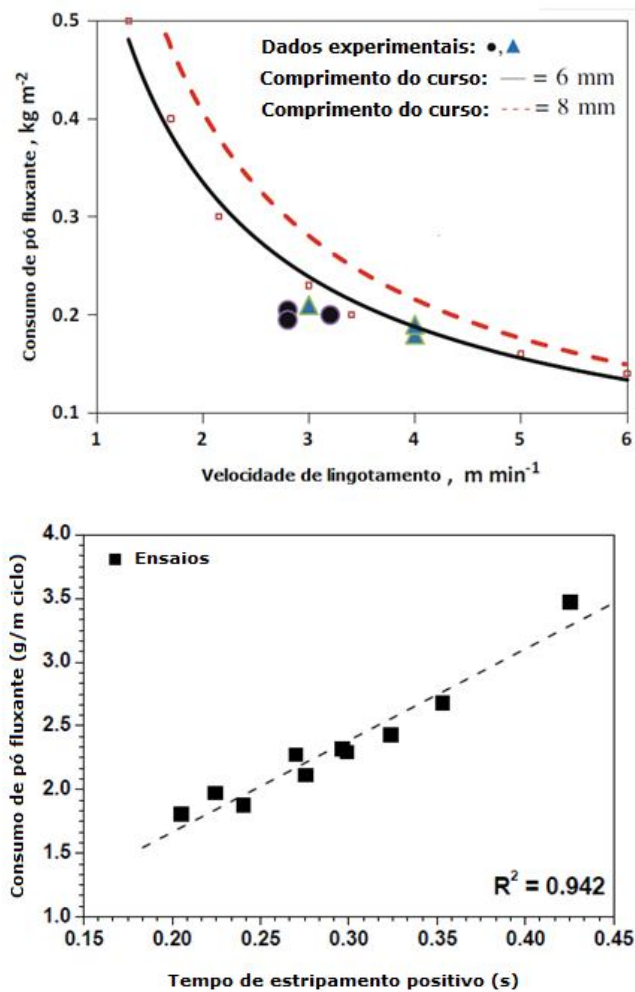 0.5
0.4
0.3
0.2
0.1
Consumo de pó fluxante , kg m-2
Dados experimentais: ●,▲
Comprimento do curso: — = 6 mm
Comprimento do curso: --- = 8 mm
1 2 3 4 5 6
Velocidade de lingotamento , m min-1
4.0
3.5
3.0
2.5
2.0
1.5
1.0
Consumo de pó fluxante (g/m ciclo)
■ Ensaios
R2 = 0.942
0.15 0.20 0.25 0.30 0.35 0.40 0.45
Tempo de estripamento positivo (s)